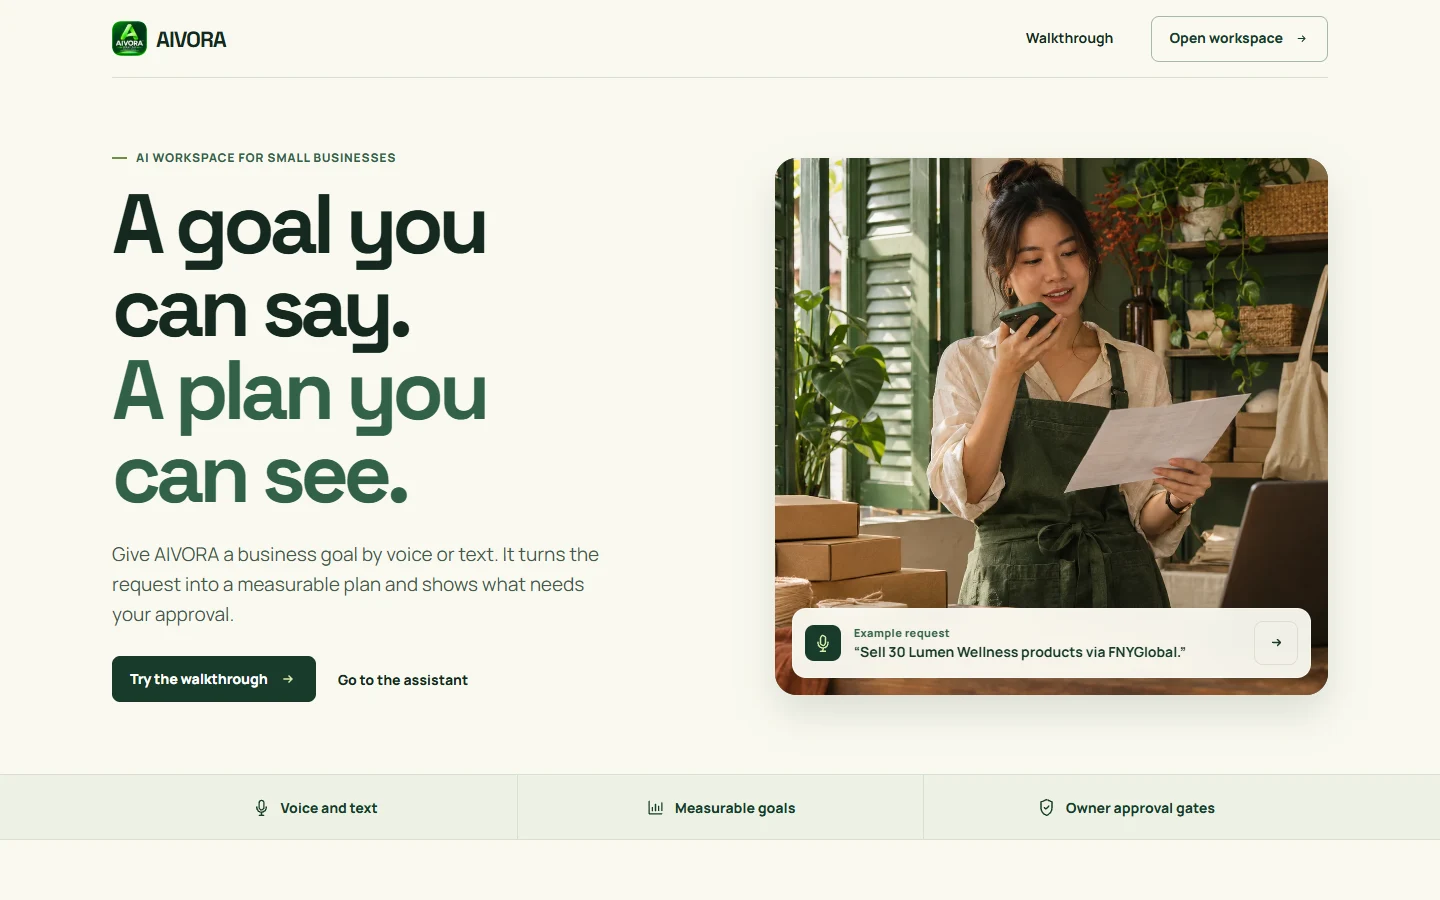 AIVORA
AIVORA
Walkthrough
Open workspace
AI WORKSPACE FOR SMALL BUSINESSES
A goal you
can say.
A plan you
can see.
Give AIVORA a business goal by voice or text. It turns the
request into a measurable plan and shows what needs
your approval.
Try the walkthrough
Go to the assistant
Example request
“Sell 30 Lumen Wellness products via FNYGlobal.”
Voice and text
Measurable goals
Owner approval gates